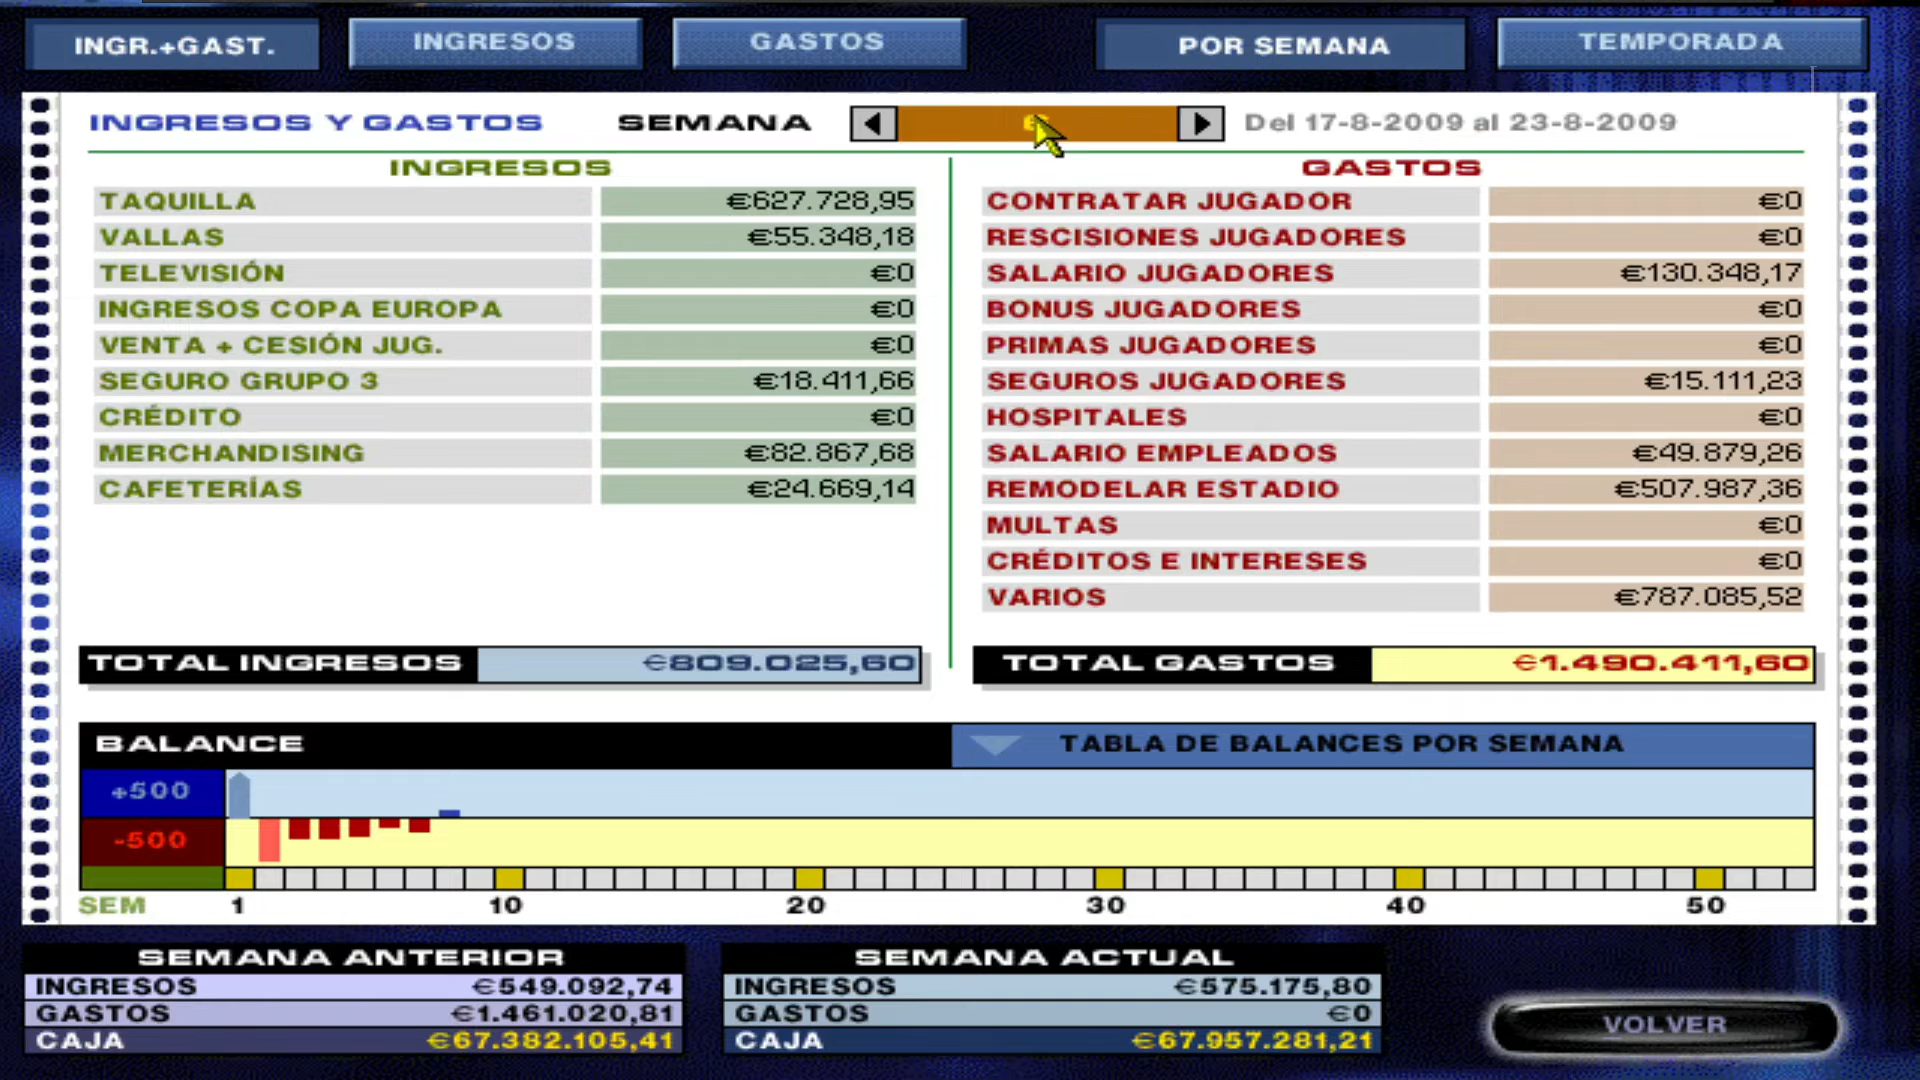 INGR.+GAST. INGRESOS GASTOS POR SEMANA TEMPORADA
INGRESOS Y GASTOS SEMANA Del 17-8-2009 al 23-8-2009
INGRESOS GASTOS
TAQUILLA €627.728,95 CONTRATAR JUGADOR €0
VALLAS €55.348,18 RESCISIONES JUGADORES €0
TELEVISIÓN €0 SALARIO JUGADORES €130.348,17
INGRESOS COPA EUROPA €0 BONUS JUGADORES €0
VENTA + CESIÓN JUG. €0 PRIMAS JUGADORES €0
SEGURO GRUPO 3 €18.411,66 SEGUROS JUGADORES €15.111,23
CRÉDITO €0 HOSPITALES €0
MERCHANDISING €82.867,68 SALARIO EMPLEADOS €49.879,26
CAFETERÍAS €24.669,14 REMODELAR ESTADIO €507.987,36
MULTAS €0
CRÉDITOS E INTERESES €0
VARIOS €787.085,52
TOTAL INGRESOS €809.025,60 TOTAL GASTOS €1.490.411,60
BALANCE TABLA DE BALANCES POR SEMANA
+500
-500
SEM 1 10 20 30 40 50
SEMANA ANTERIOR SEMANA ACTUAL
INGRESOS €549.092,74 INGRESOS €575.175,80
GASTOS €1.461.020,81 GASTOS €0
CAJA €67.382.105,41 CAJA €67.957.281,21
VOLVER